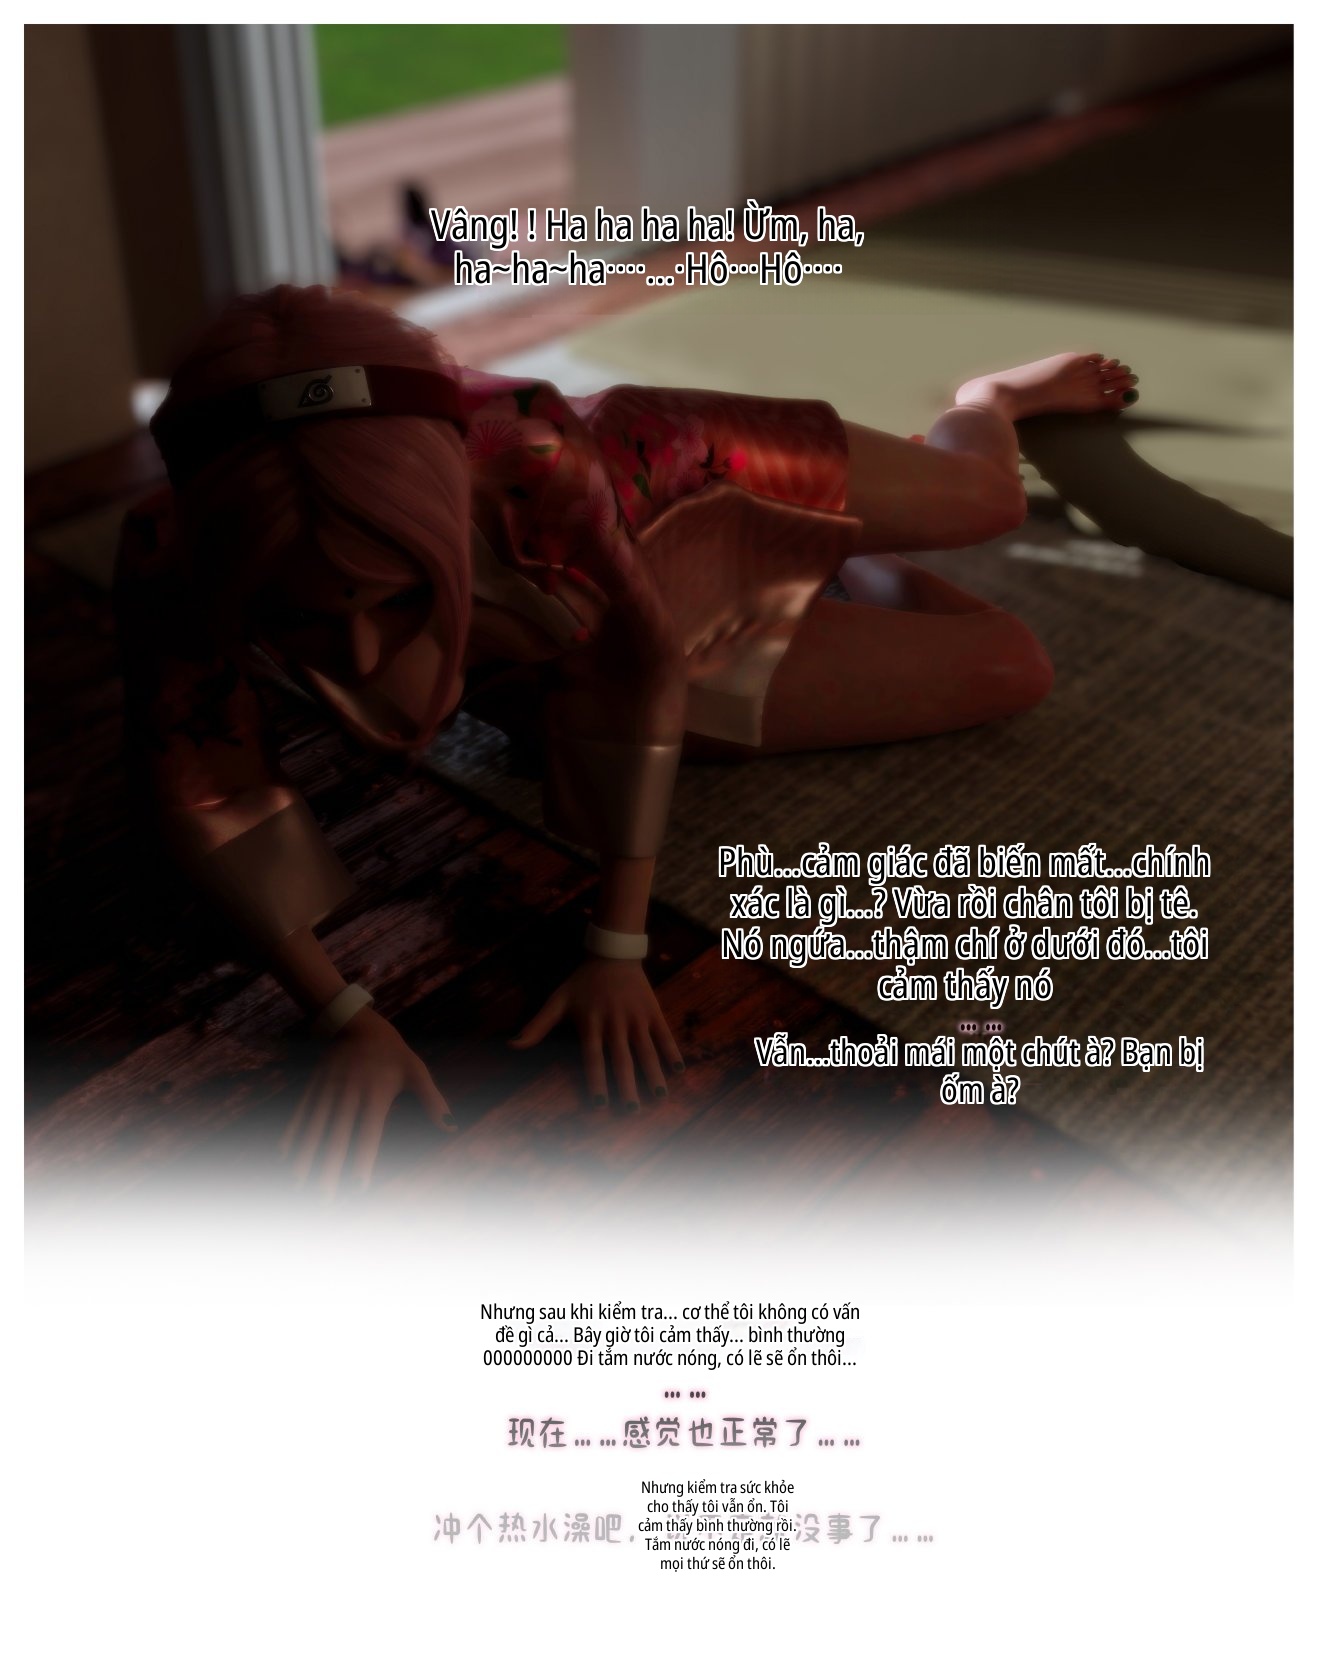 Vâng! ! Ha ha ha ha! Ừm, ha,
ha~ha~ha····...·Hô···Hô····
Phù...cảm giác đã biến mất...chính
xác là gì...? Vừa rồi chân tôi bị tê.
Nó ngứa...thậm chí ở dưới đó...tôi
cảm thấy nó
... ...
Vẫn...thoải mái một chút à? Bạn bị
ốm à?
Nhưng sau khi kiểm tra... cơ thể tôi không có vấn
đề gì cả... Bây giờ tôi cảm thấy... bình thường
000000000 Đi tắm nước nóng, có lẽ sẽ ổn thôi...
... ...
现在... ...感觉也正常了... ...
Nhưng kiểm tra sức khỏe
cho thấy tôi vẫn ổn. Tôi
cảm thấy bình thường rồi.
Tắm nước nóng đi, có lẽ
mọi thứ sẽ ổn thôi.
冲个热水澡吧, 没事了... ...